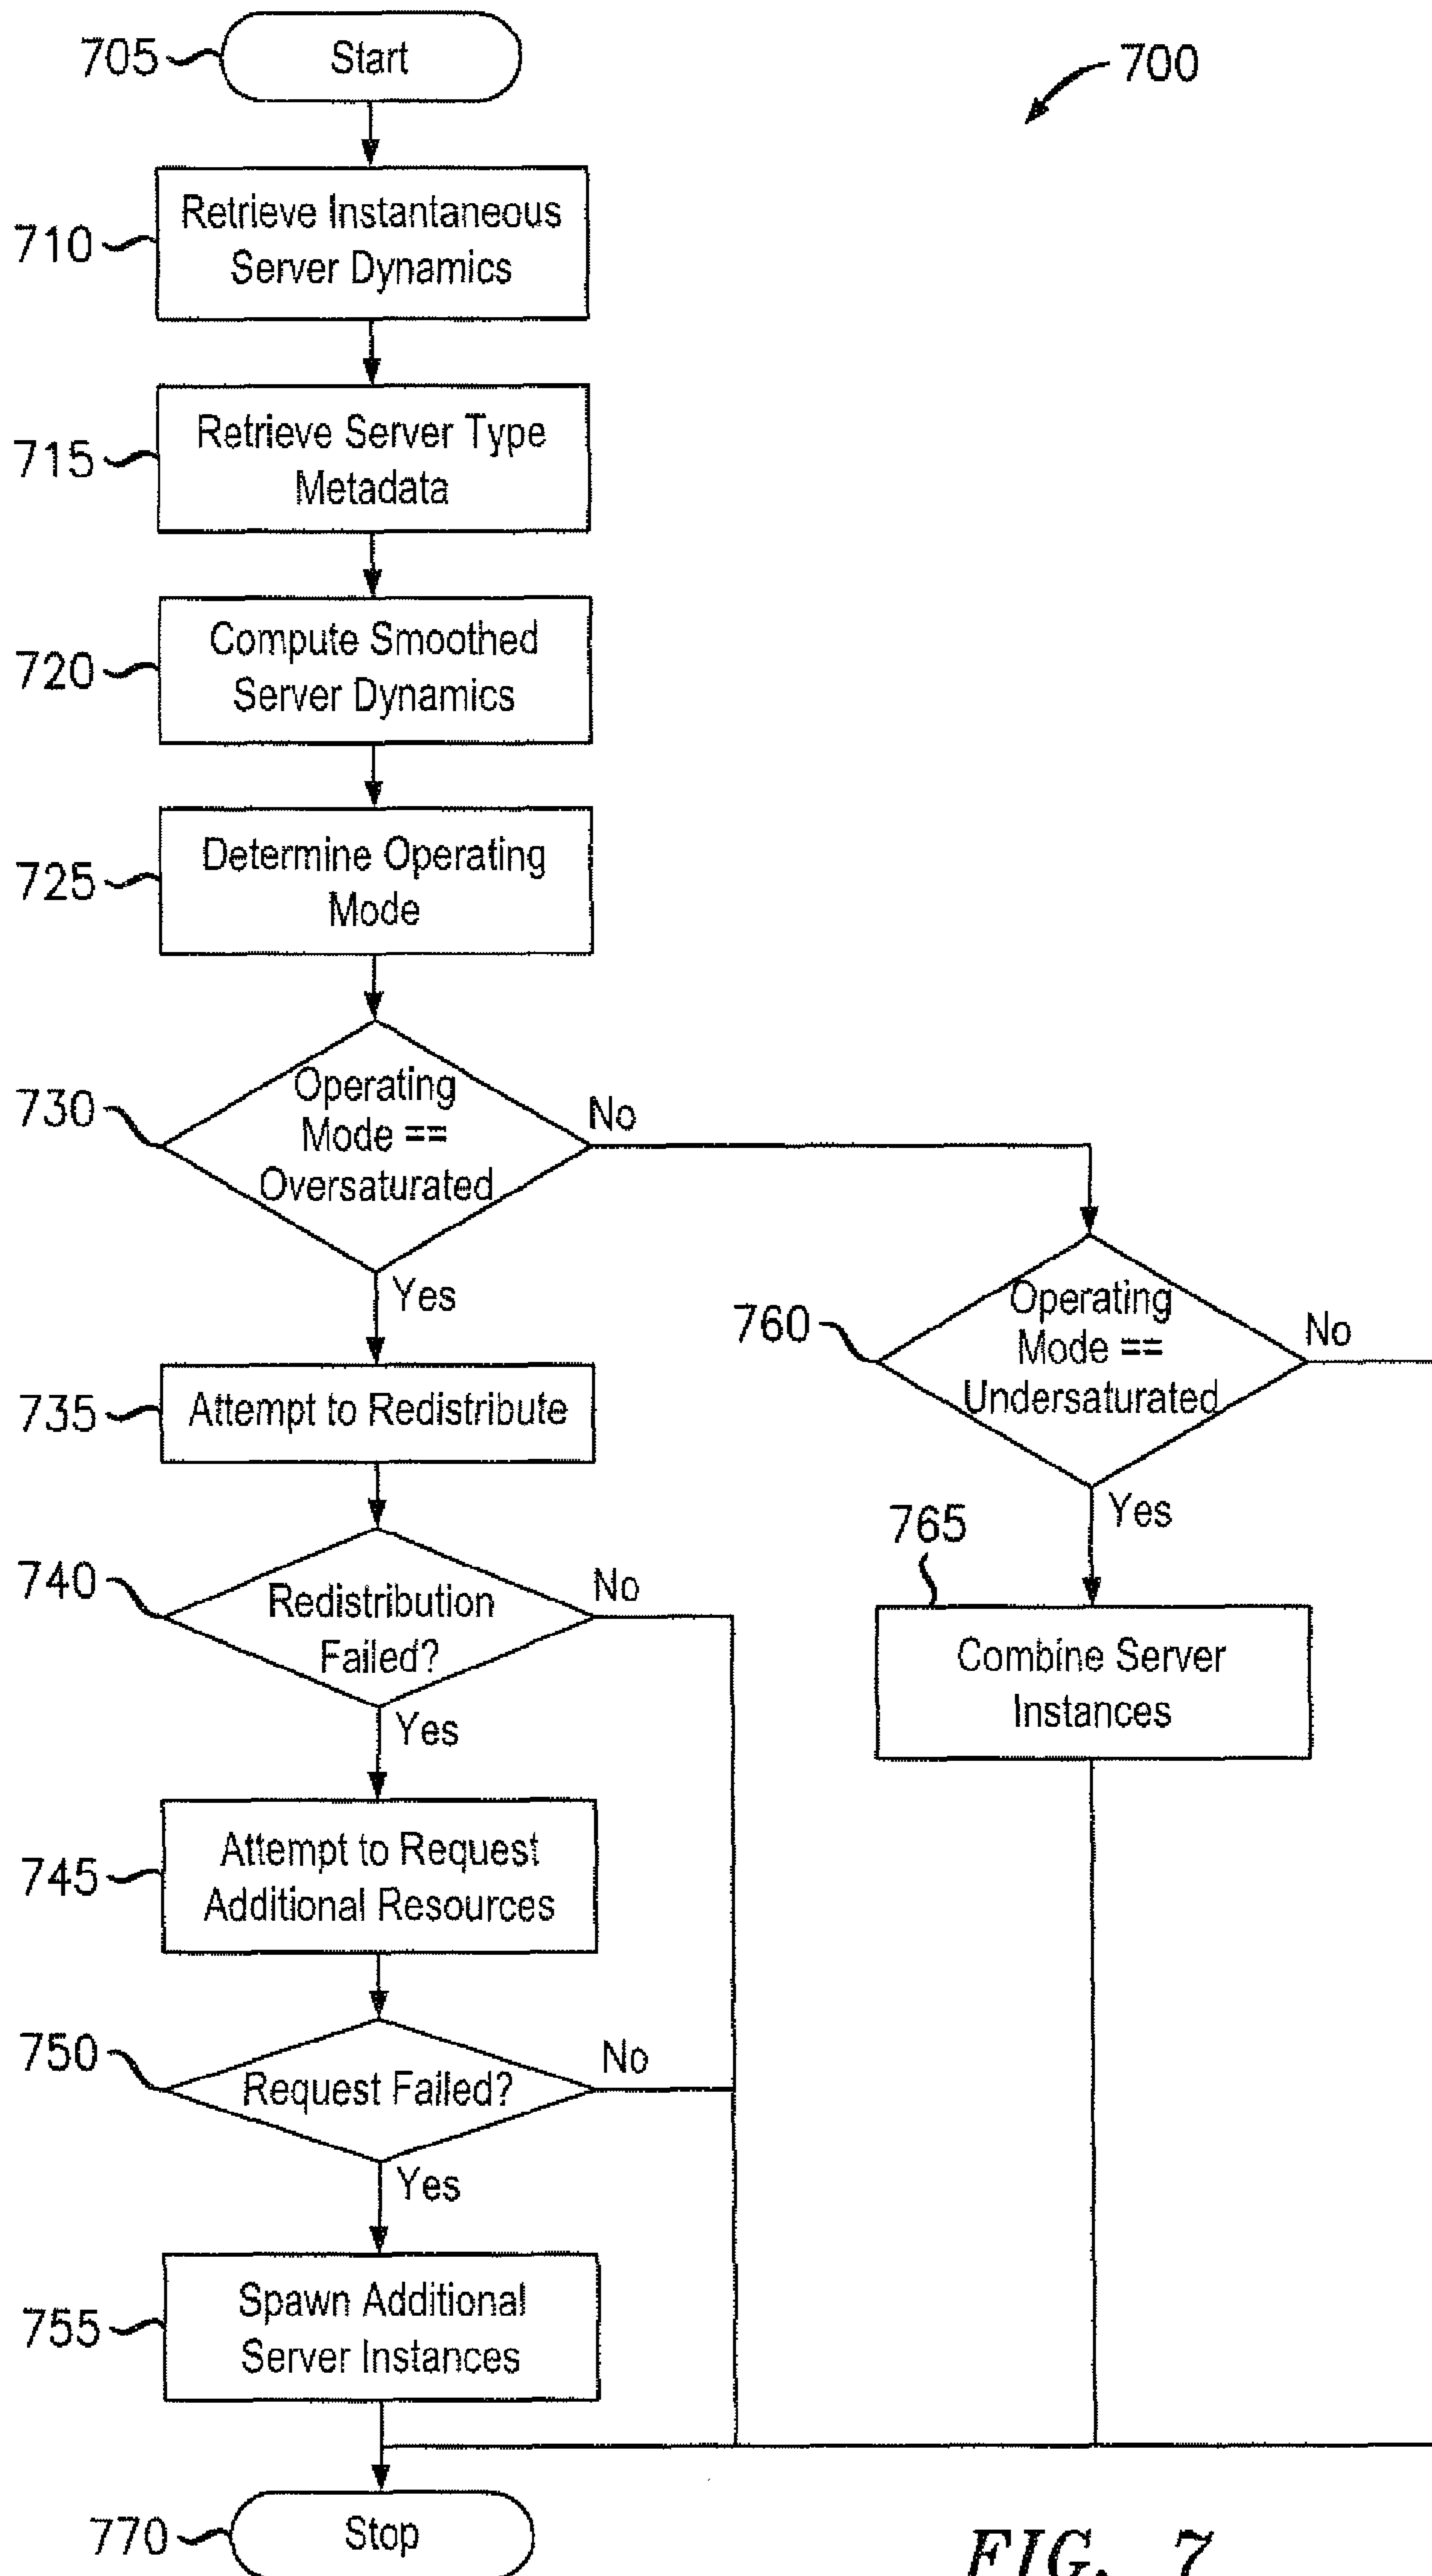 705
Start
700
710
Retrieve Instantaneous
Server Dynamics
715
Retrieve Server Type
Metadata
720
Compute Smoothed
Server Dynamics
725
Determine Operating
Mode
730
Operating
Mode ==
Oversaturated
No
Yes
760
Operating
Mode ==
Undersaturated
No
Yes
735
Attempt to Redistribute
740
Redistribution
Failed?
No
Yes
765
Combine Server
Instances
745
Attempt to Request
Additional Resources
750
Request Failed?
No
Yes
755
Spawn Additional
Server Instances
770
Stop
FIG. 7